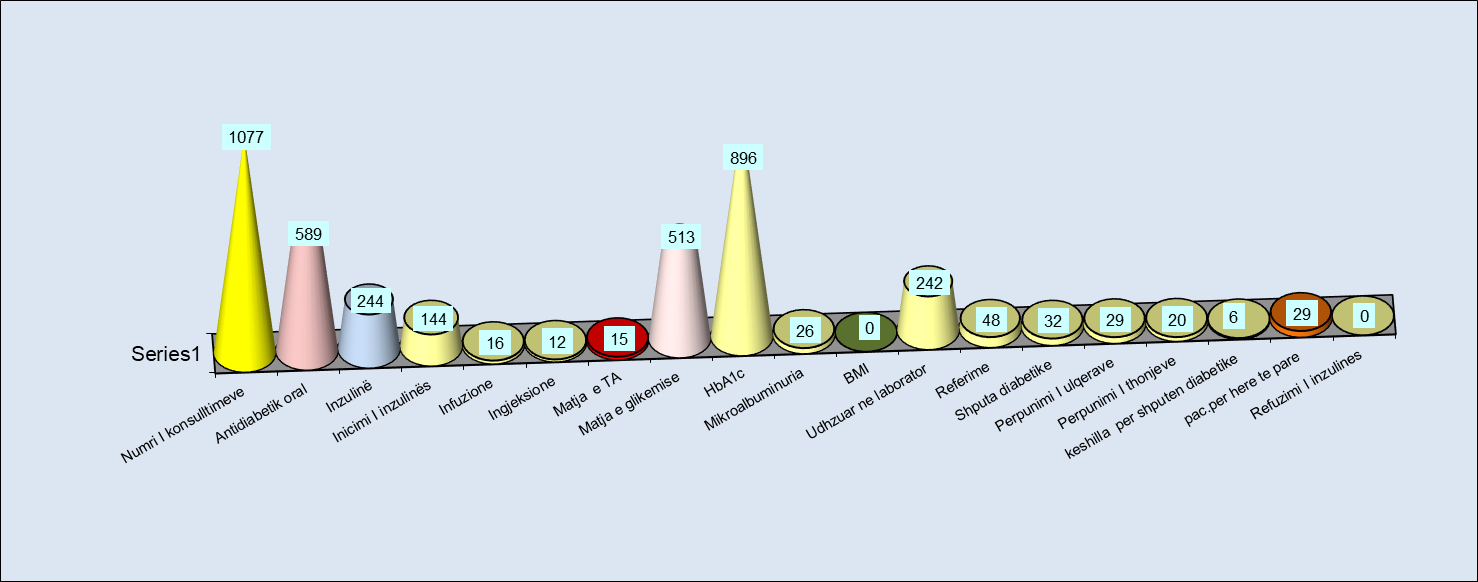 1077
896
589
513
244
144
16
12
15
26
0
242
48
32
29
20
6
29
0
Series1
Numri I konsulltimeve
Antidiabetik oral
Inzulinë
Inicimi I inzulinës
Infuzione
Ingjeksione
Matja  e TA
Matja e glikemise
HbA1c
Mikroalbuminuria
BMI
Udhzuar ne laborator
Referime
Shputa diabetike
Perpunimi I ulqerave
Perpunimi I thonjeve
keshilla  per shputen diabetike
pac.per here te pare
Refuzimi I inzulines